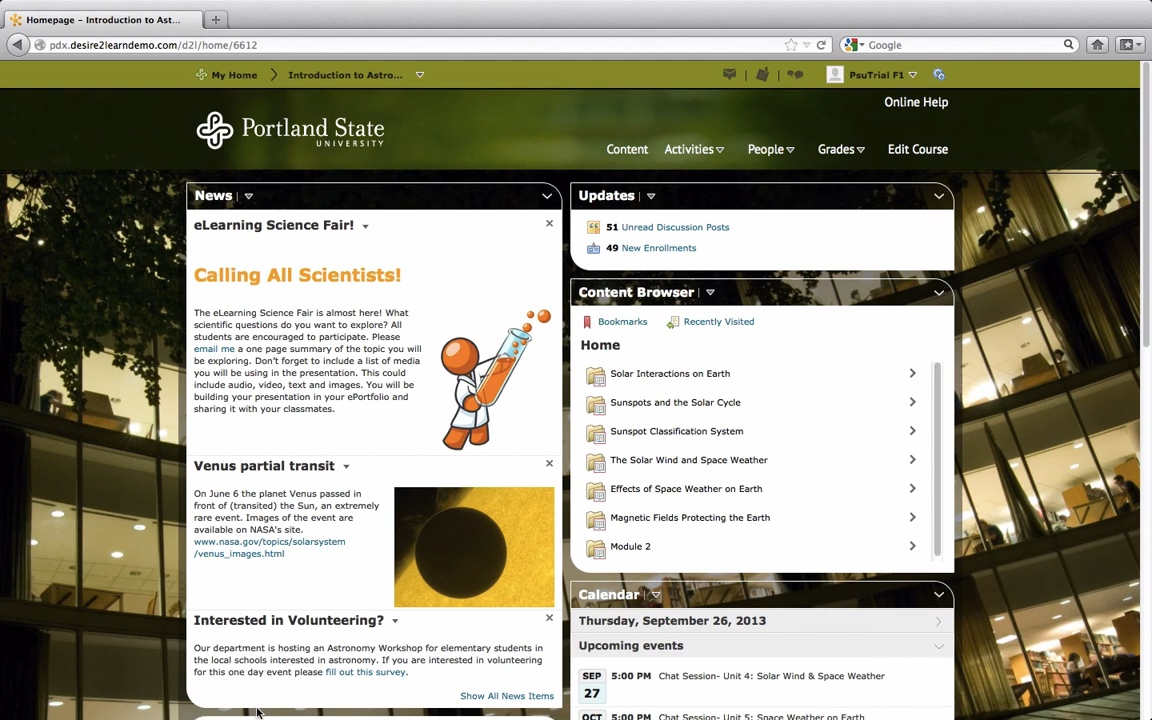 Homepage – Introduction to Ast...
pdx.desire2learndemo.com/d2l/home/6612
Google
My Home
Introduction to Astro...
PsuTrial F1
Online Help
Portland State
UNIVERSITY
Content
Activities
People
Grades
Edit Course
News
eLearning Science Fair!
Calling All Scientists!
The eLearning Science Fair is almost here! What
scientific questions do you want to explore? All
students are encouraged to participate. Please
email me a one page summary of the topic you will
be exploring. Don't forget to include a list of media
you will be using in the presentation. This could
include audio, video, text and images. You will be
building your presentation in your ePortfolio and
sharing it with your classmates.
Venus partial transit
On June 6 the planet Venus passed in
front of (transited) the Sun, an extremely
rare event. Images of the event are
available on NASA's site.
www.nasa.gov/topics/solarsystem
/venus_images.html
Interested in Volunteering?
Our department is hosting an Astronomy Workshop for elementary students in
the local schools interested in astronomy. If you are interested in volunteering
for this one day event please fill out this survey.
Show All News Items
Updates
51 Unread Discussion Posts
49 New Enrollments
Content Browser
Bookmarks
Recently Visited
Home
Solar Interactions on Earth
Sunspots and the Solar Cycle
Sunspot Classification System
The Solar Wind and Space Weather
Effects of Space Weather on Earth
Magnetic Fields Protecting the Earth
Module 2
Calendar
Thursday, September 26, 2013
Upcoming events
SEP
27
5:00 PM Chat Session- Unit 4: Solar Wind & Space Weather
OCT
5:00 PM Chat Session- Unit 5: Space Weather on Earth